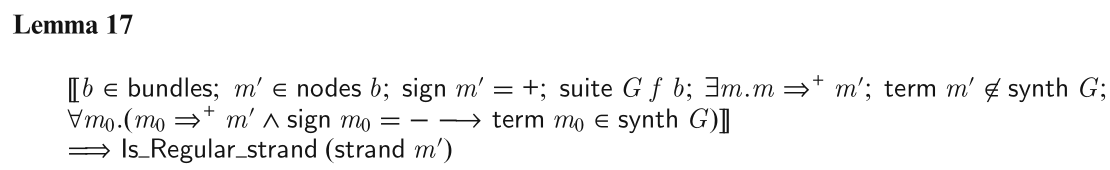 Lemma 17
⟦b ∈ bundles; m′ ∈ nodes b; sign m′ = +; suite G f b; ∃m.m ⇒⁺ m′; term m′ ∉ synth G;
∀m₀.(m₀ ⇒⁺ m′ ∧ sign m₀ = − ⟶ term m₀ ∈ synth G)⟧
⟹ Is_Regular_strand (strand m′)